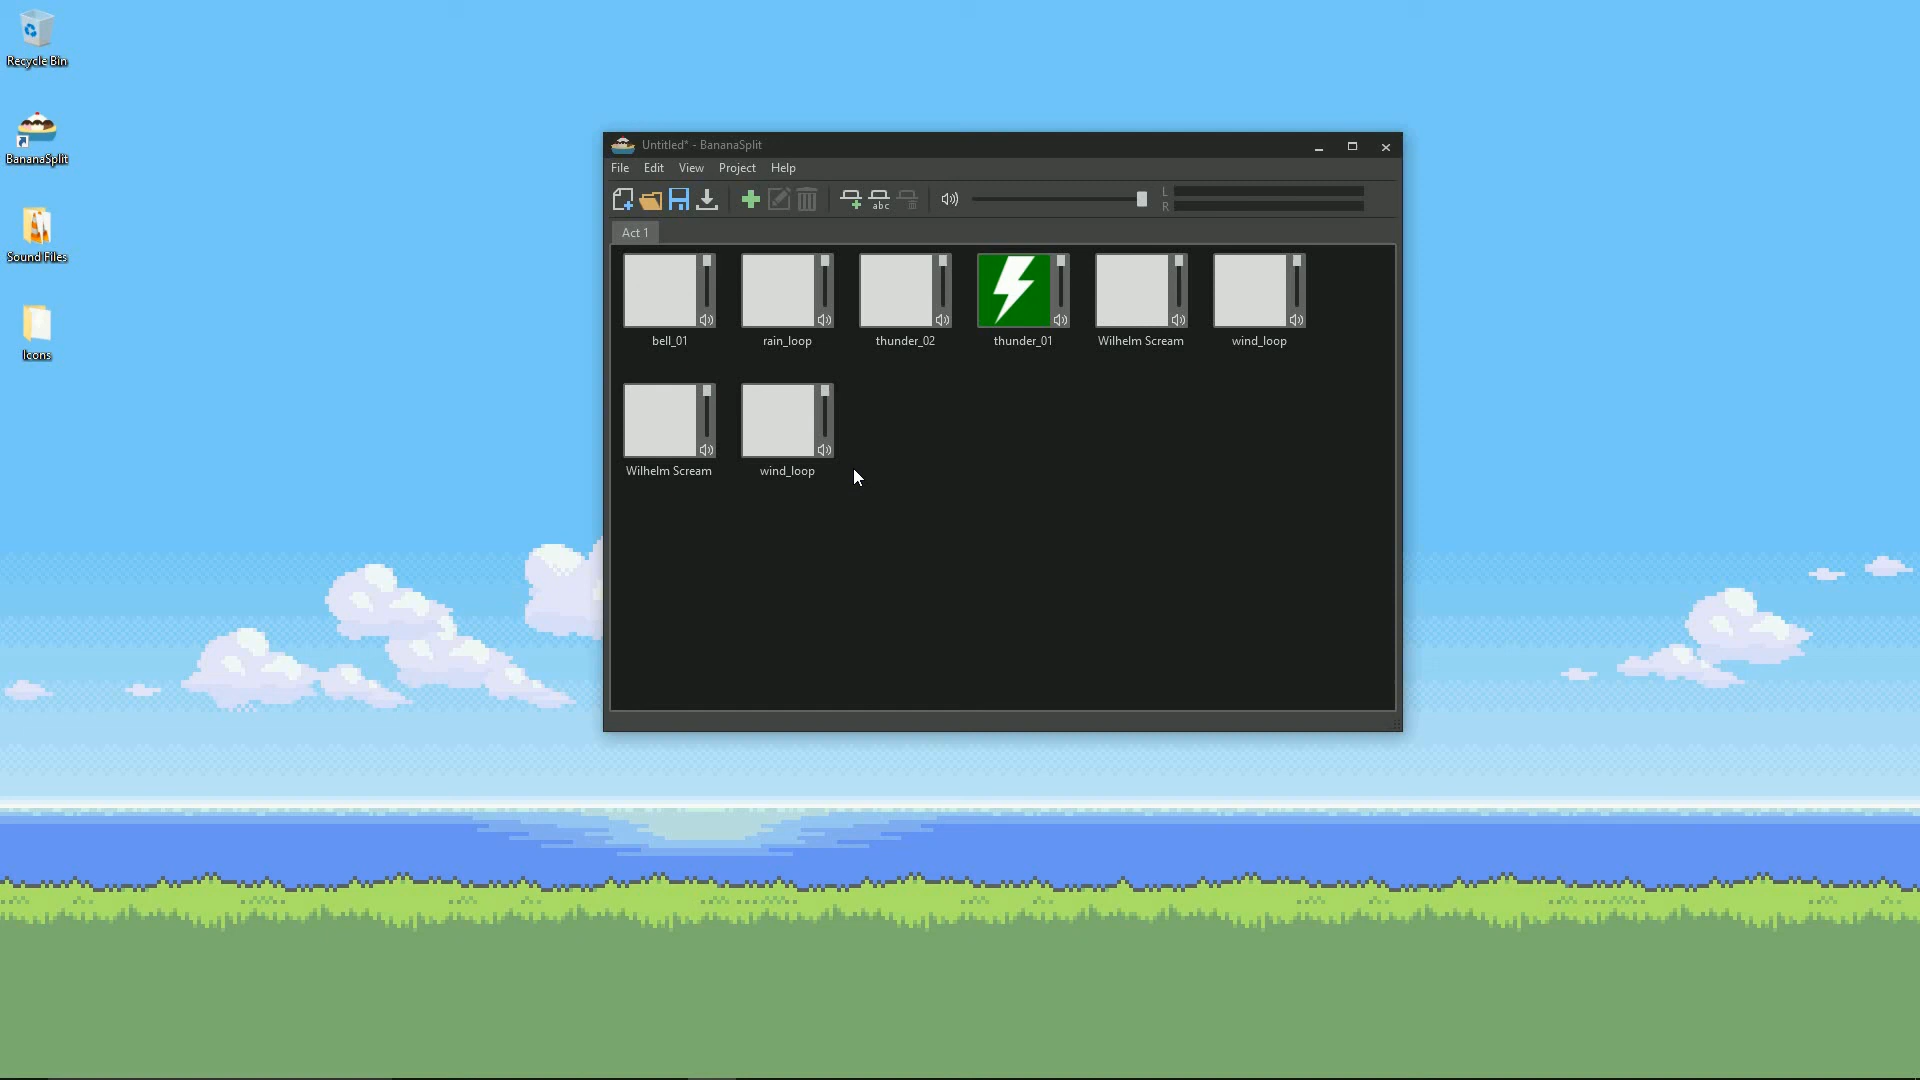 Recycle Bin
BananaSplit
Sound Files
Icons
Untitled* - BananaSplit
File Edit View Project Help
abc
L
R
Act 1
bell_01 rain_loop thunder_02 thunder_01 Wilhelm Scream wind_loop
Wilhelm Scream wind_loop